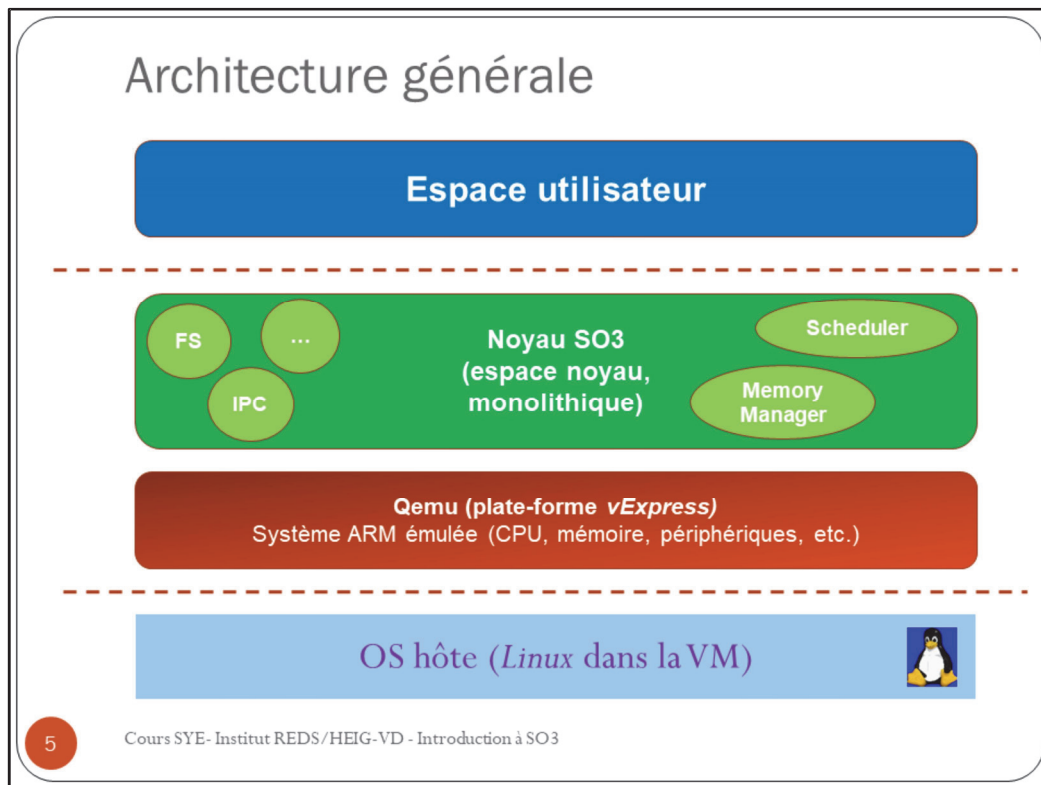 Architecture générale
Espace utilisateur
FS
...
IPC
Noyau SO3
(espace noyau,
monolithique)
Scheduler
Memory
Manager
Qemu (plate-forme vExpress)
Système ARM émulée (CPU, mémoire, périphériques, etc.)
OS hôte (Linux dans la VM)
5
Cours SYE- Institut REDS/HEIG-VD - Introduction à SO3